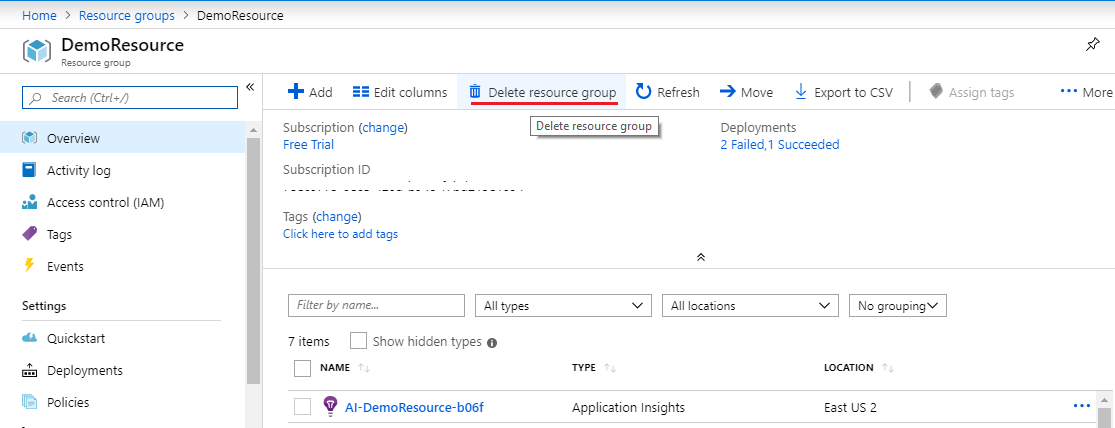 Home > Resource groups > DemoResource
DemoResource
Resource group
Search (Ctrl+/)
Overview
Activity log
Access control (IAM)
Tags
Events
Settings
Quickstart
Deployments
Policies
Add Edit columns Delete resource group Refresh Move Export to CSV Assign tags More
Delete resource group
Subscription (change)
Free Trial
Deployments
2 Failed,1 Succeeded
Subscription ID
Tags (change)
Click here to add tags
Filter by name... All types All locations No grouping
7 items Show hidden types
NAME TYPE LOCATION
AI-DemoResource-b06f Application Insights East US 2